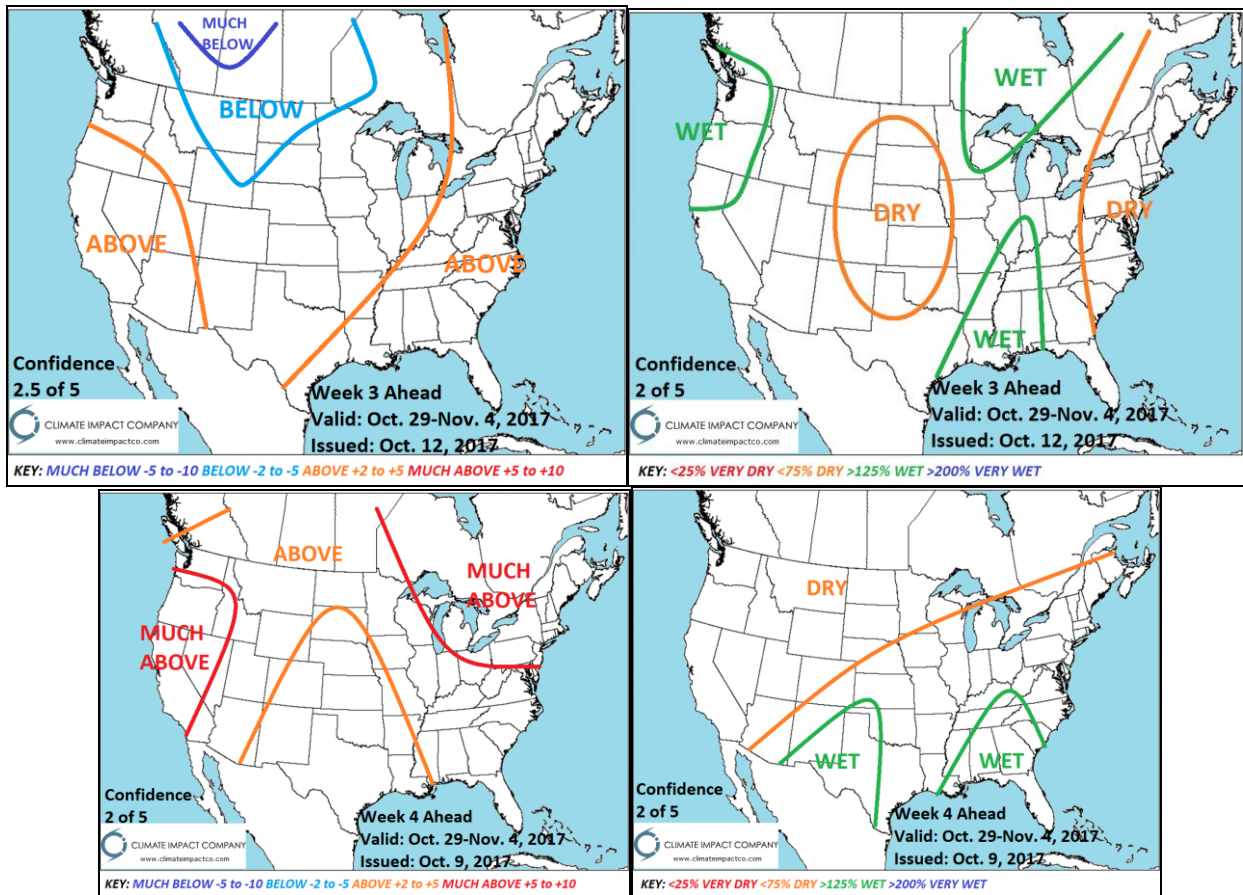 MUCH
BELOW
BELOW
ABOVE
ABOVE
Confidence
2.5 of 5
Week 3 Ahead
Valid: Oct. 29-Nov. 4, 2017
Issued: Oct. 12, 2017
CLIMATE IMPACT COMPANY
www.climateimpactco.com
KEY: MUCH BELOW -5 to -10 BELOW -2 to -5 ABOVE +2 to +5 MUCH ABOVE +5 to +10
WET
WET
DRY
DRY
WET
Confidence
2 of 5
Week 3 Ahead
Valid: Oct. 29-Nov. 4, 2017
Issued: Oct. 12, 2017
CLIMATE IMPACT COMPANY
www.climateimpactco.com
KEY: <25% VERY DRY <75% DRY >125% WET >200% VERY WET
ABOVE
MUCH
ABOVE
MUCH
ABOVE
Confidence
2 of 5
Week 4 Ahead
Valid: Oct. 29-Nov. 4, 2017
Issued: Oct. 9, 2017
CLIMATE IMPACT COMPANY
www.climateimpactco.com
KEY: MUCH BELOW -5 to -10 BELOW -2 to -5 ABOVE +2 to +5 MUCH ABOVE +5 to +10
DRY
WET
WET
Confidence
2 of 5
Week 4 Ahead
Valid: Oct. 29-Nov. 4, 2017
Issued: Oct. 9, 2017
CLIMATE IMPACT COMPANY
www.climateimpactco.com
KEY: <25% VERY DRY <75% DRY >125% WET >200% VERY WET